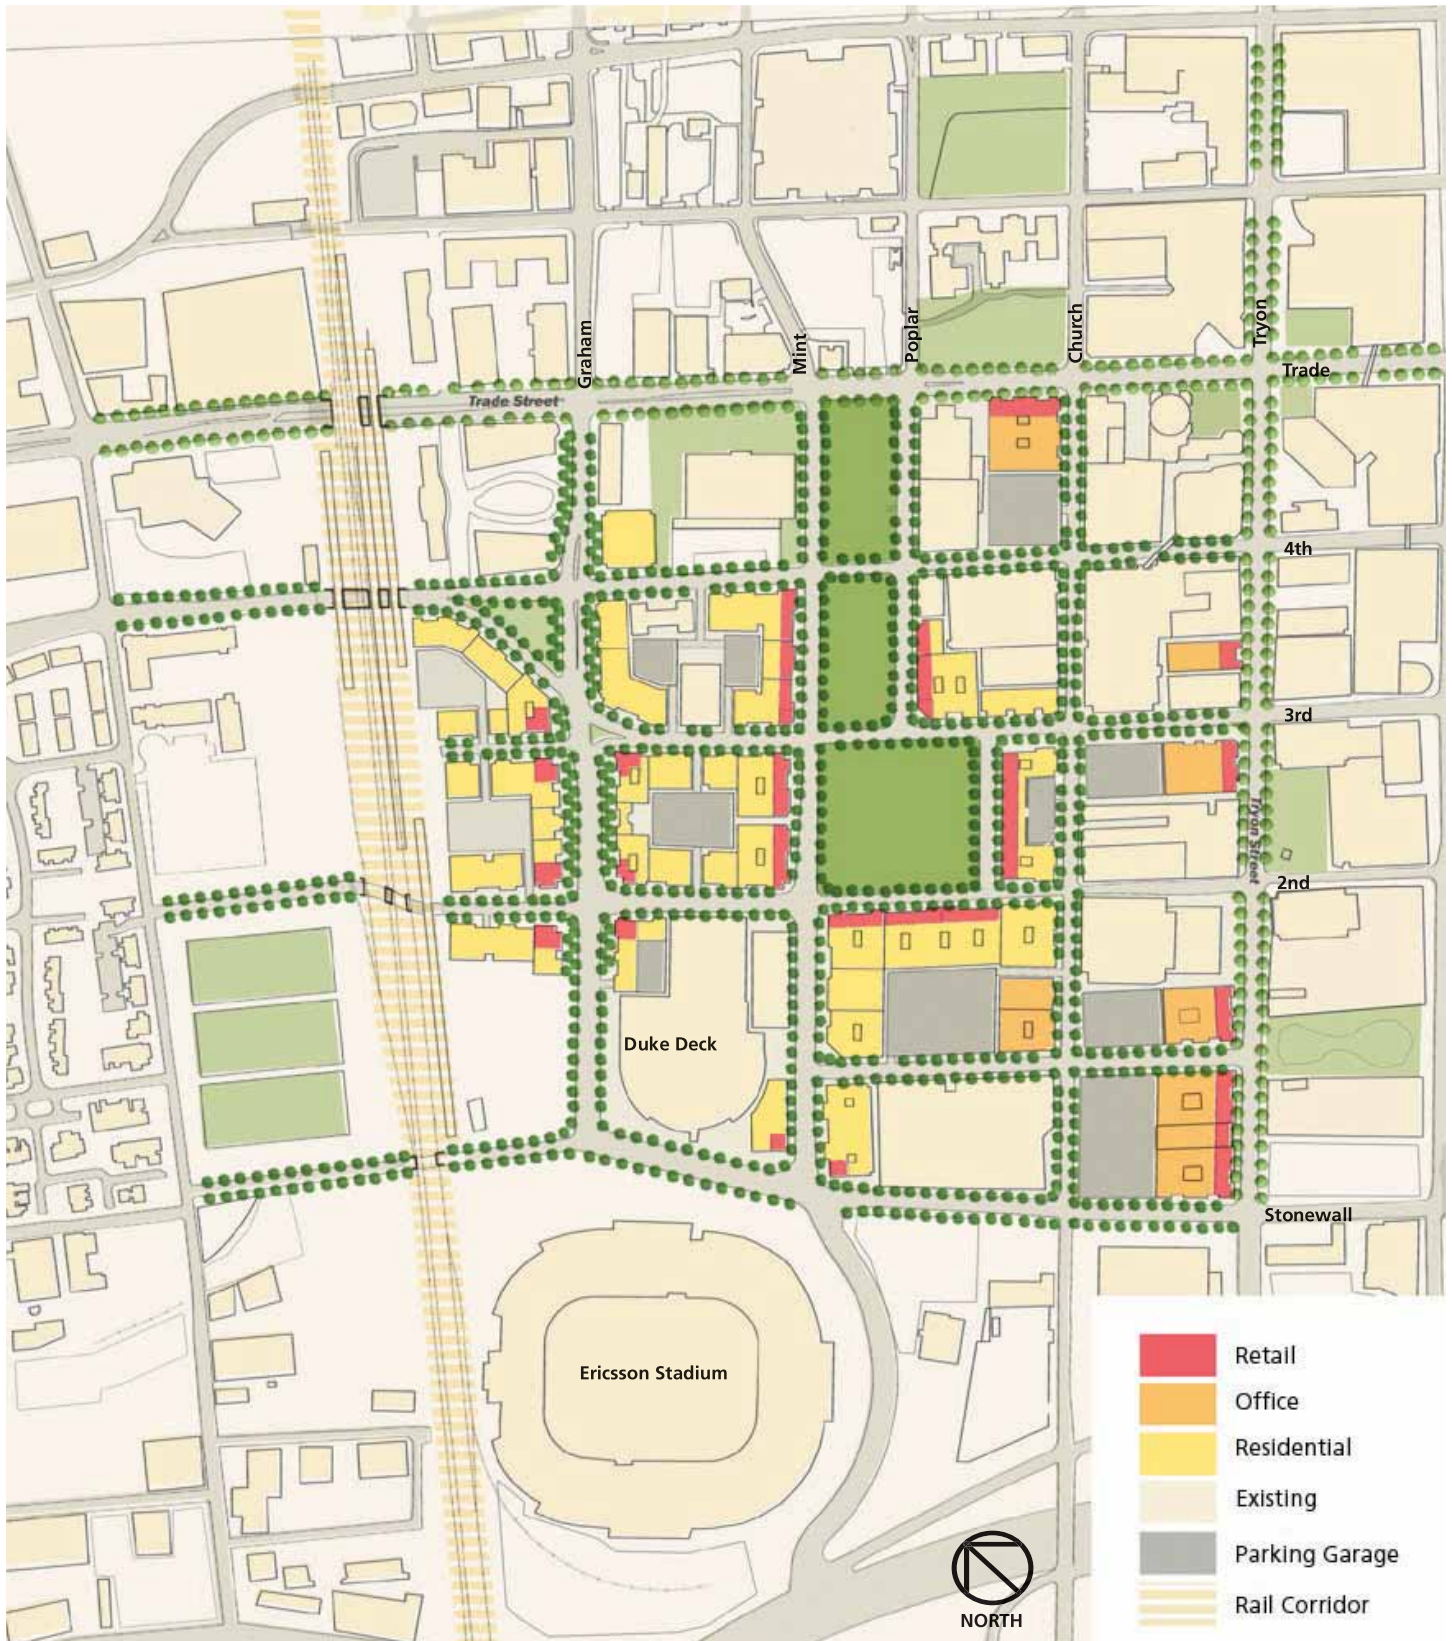 Graham
Mint
Poplar
Church
Tryon
Trade
Trade Street
4th
3rd
Tryon Street
2nd
Duke Deck
Stonewall
Ericsson Stadium
Retail
Office
Residential
Existing
Parking Garage
Rail Corridor
NORTH